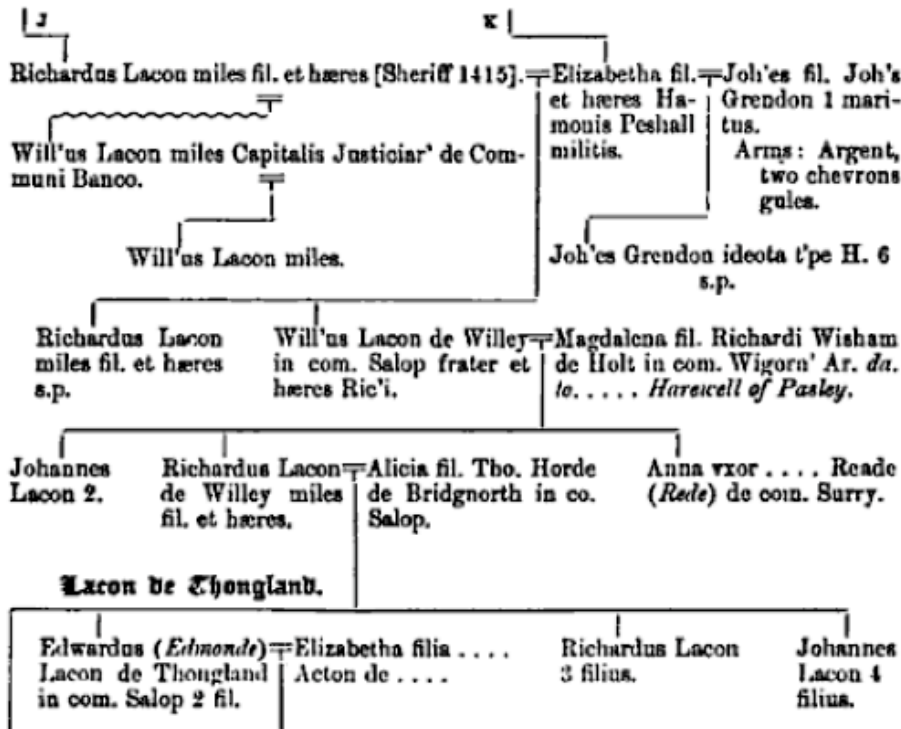 J
K
Richardus Lacon miles fil. et hæres [Sheriff 1415].
Elizabetha fil.
et hæres Ha-
monis Peshall
militis.
Joh'es fil. Joh's
Grendon 1 mari-
tus.
Arms: Argent,
two chevrons
gules.
Will'us Lacon miles Capitalis Justiciar' de Com-
muni Banco.
Will'us Lacon miles.
Joh'es Grendon ideota t'pe H. 6
s.p.
Richardus Lacon
miles fil. et hæres
s.p.
Will'us Lacon de Willey
in com. Salop frater et
hæres Ric'i.
Magdalena fil. Richardi Wisham
de Holt in com. Wigorn' Ar. da.
to. . . . . Harewell of Pasley.
Johannes
Lacon 2.
Richardus Lacon
de Willey miles
fil. et hæres.
Alicia fil. Tho. Horde
de Bridgnorth in co.
Salop.
Anna vxor . . . . Reade
(Rede) de com. Surry.
Lacon de Thongland.
Edwardus (Edmonde)
Lacon de Thongland
in com. Salop 2 fil.
Elizabetha filia . . . .
Acton de . . . .
Richardus Lacon
3 filius.
Johannes
Lacon 4
filius.